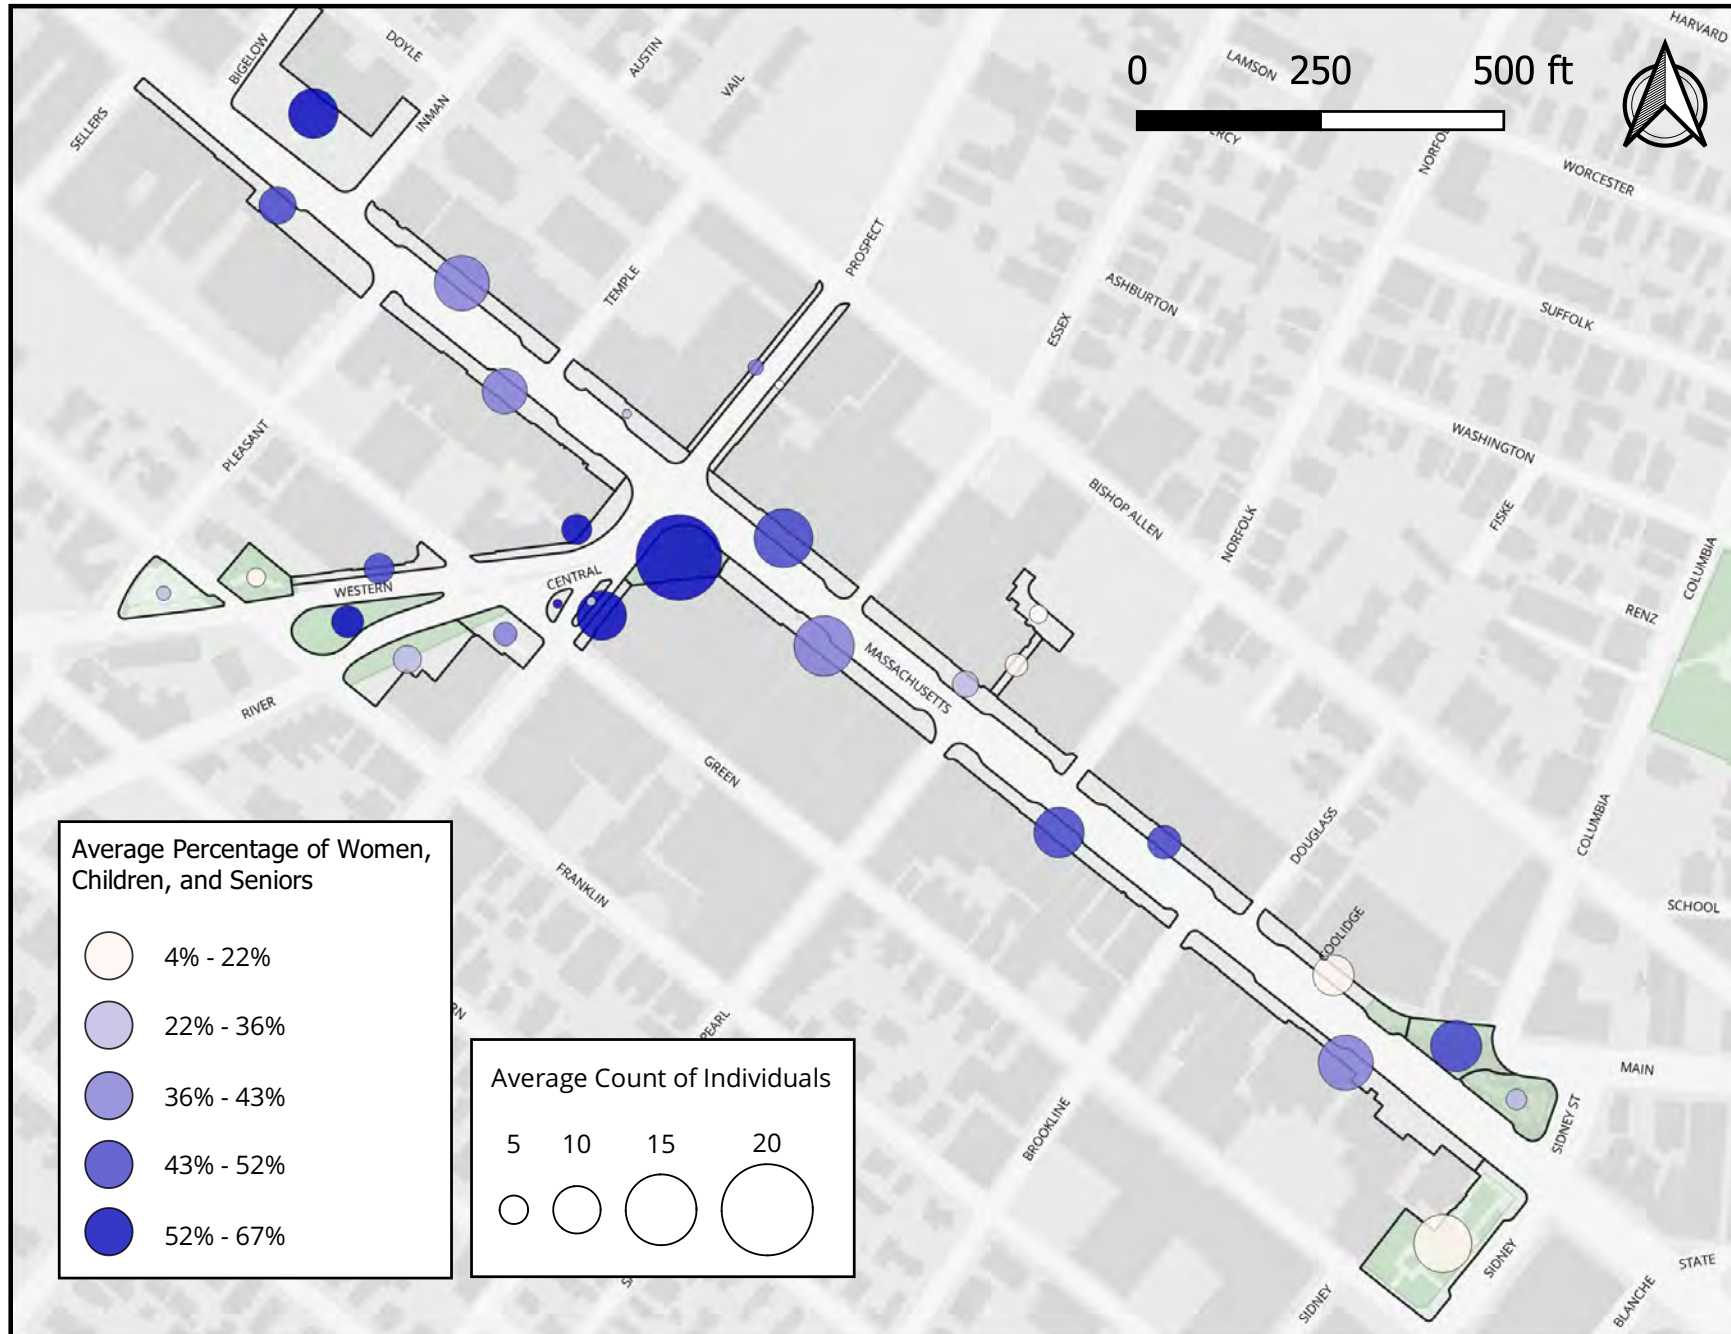 HARVARD
DOYLE
BIGELOW
AUSTIN
VAIL
LAMSON
0 250 500 ft
INMAN
SELLERS
WORCESTER
PROSPECT
TEMPLE
ASHBURTON
SUFFOLK
ESSEX
PLEASANT
WASHINGTON
BISHOP ALLEN
FISKE
NORFOLK
COLUMBIA
WESTERN
CENTRAL
RENZ
RIVER
MASSACHUSETTS
GREEN
COLUMBIA
DOUGLASS
FRANKLIN
SCHOOL
COOLIDGE
PEARL
MAIN
BROOKLINE
SIDNEY ST
SIDNEY
SIDNEY
STATE
BLANCHE
Average Percentage of Women,
Children, and Seniors
4% - 22%
22% - 36%
36% - 43%
43% - 52%
52% - 67%
Average Count of Individuals
5 10 15 20